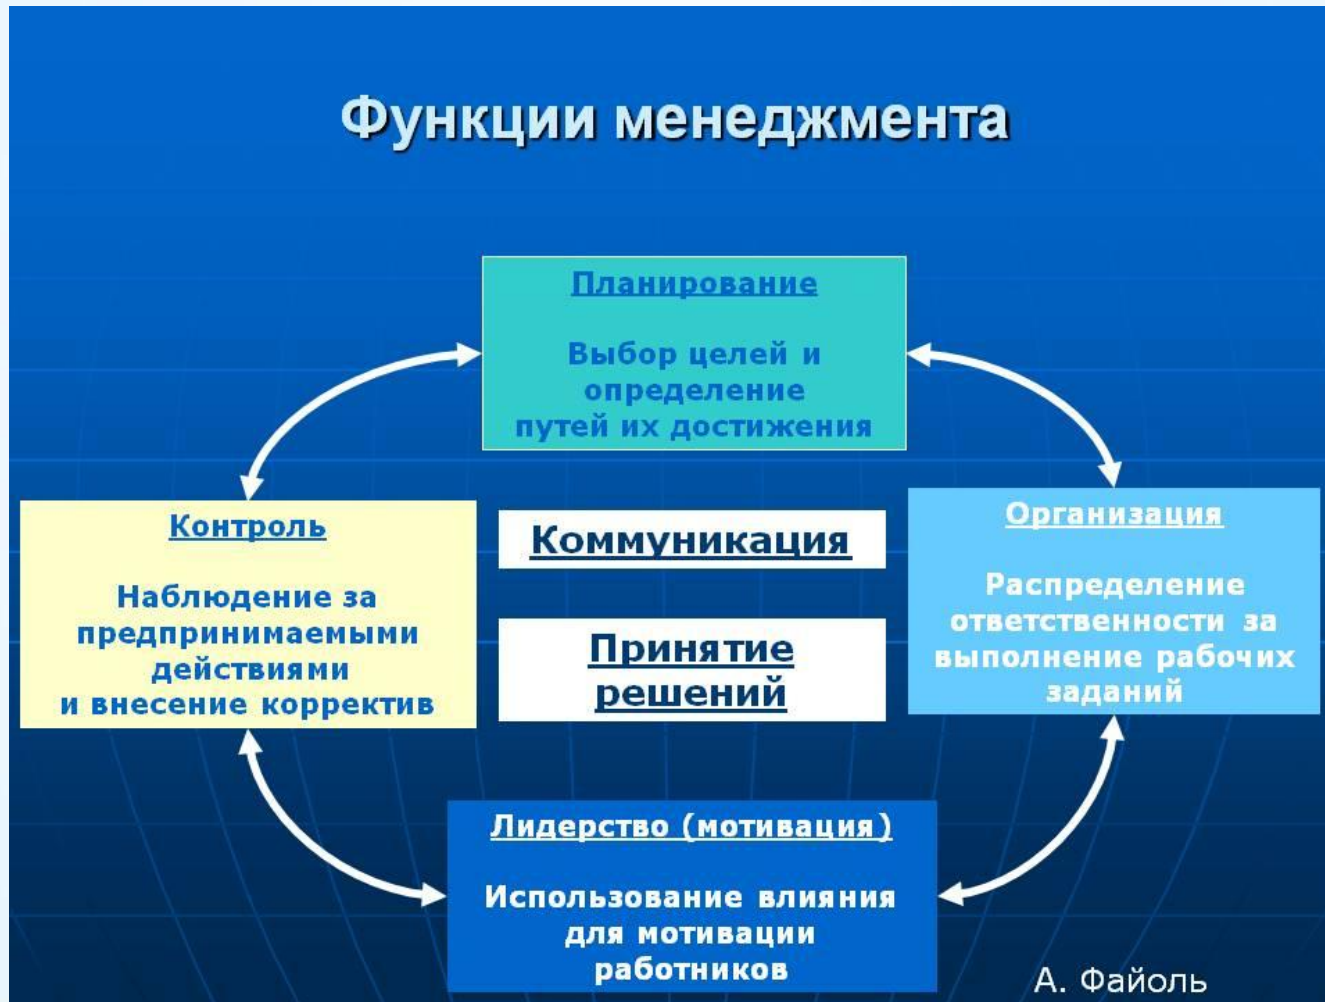 Функции менеджмента
Планирование
Выбор целей и
определение
путей их достижения
Контроль
Наблюдение за
предпринимаемыми
действиями
и внесение корректив
Коммуникация
Принятие
решений
Организация
Распределение
ответственности за
выполнение рабочих
заданий
Лидерство (мотивация)
Использование влияния
для мотивации
работников
А. Файоль